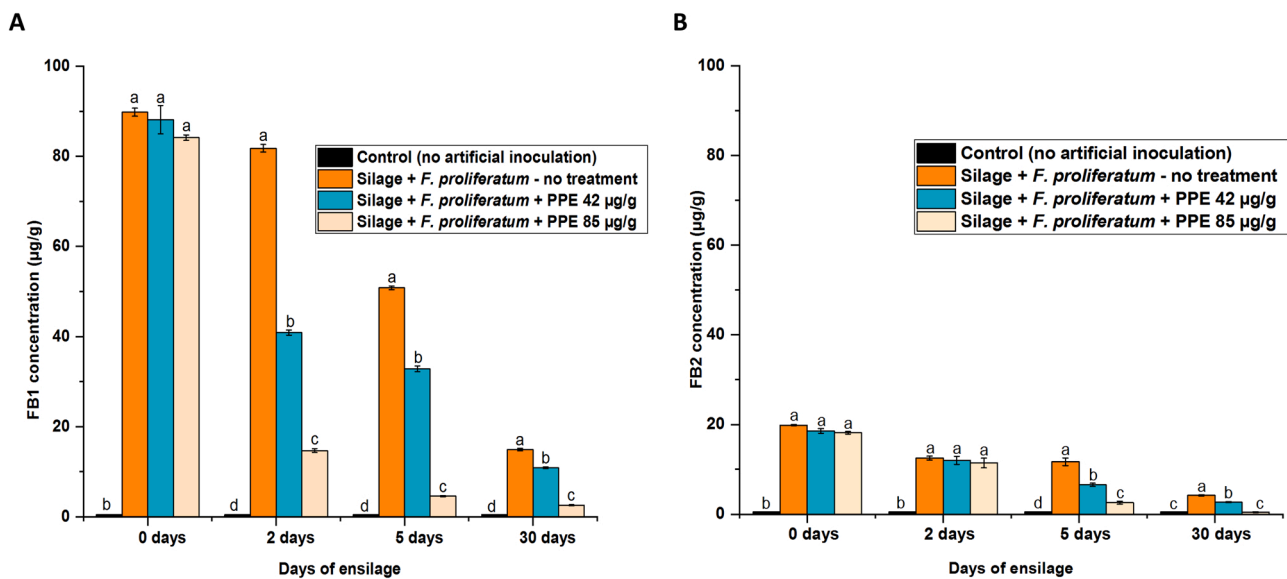 A
FB1 concentration (µg/g)
100
80
60
40
20
0
a
a
a
b
a
b
c
d
a
b
c
d
a
b
c
d
Control (no artificial inoculation)
Silage + F. proliferatum - no treatment
Silage + F. proliferatum + PPE 42 µg/g
Silage + F. proliferatum + PPE 85 µg/g
0 days
2 days
5 days
30 days
Days of ensilage
B
FB2 concentration (µg/g)
100
80
60
40
20
0
Control (no artificial inoculation)
Silage + F. proliferatum - no treatment
Silage + F. proliferatum + PPE 42 µg/g
Silage + F. proliferatum + PPE 85 µg/g
b
a
a
a
b
a
a
a
d
a
b
c
c
a
b
c
0 days
2 days
5 days
30 days
Days of ensilage